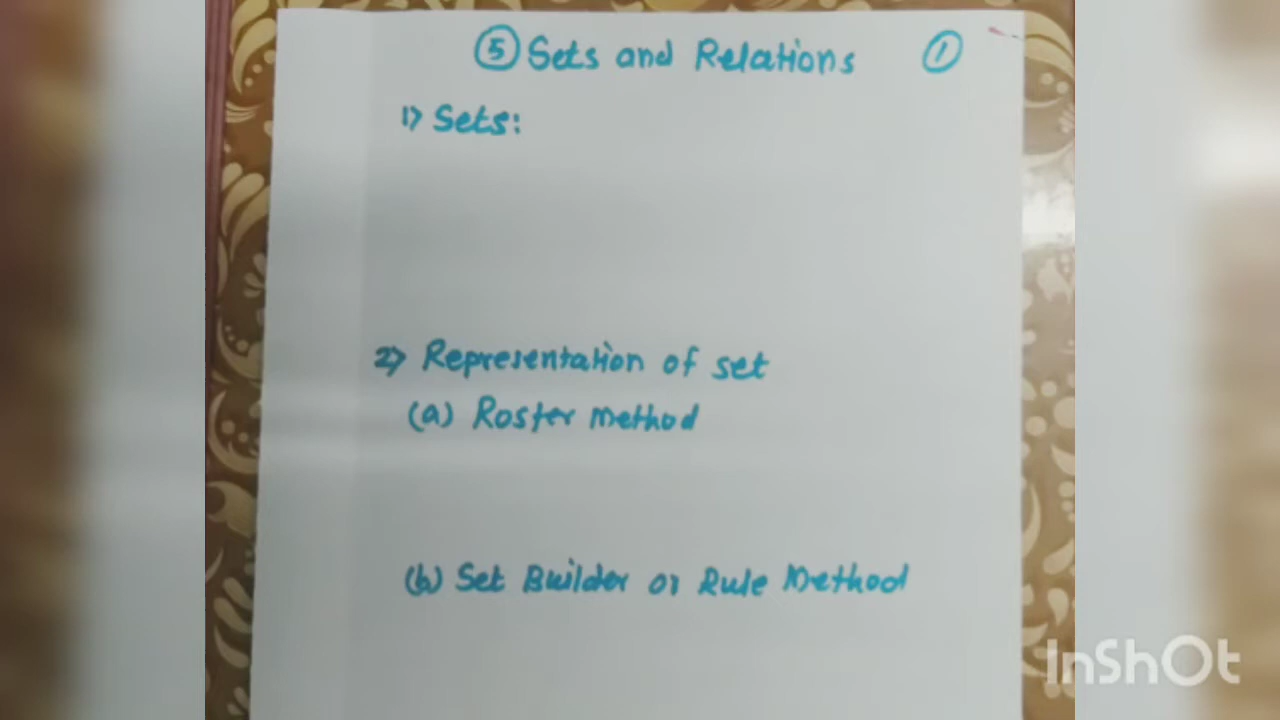 ⑤ Sets and Relations ①
1) Sets:
2) Representation of set
(a) Roster Method
(b) Set Builder or Rule Method
InShOt